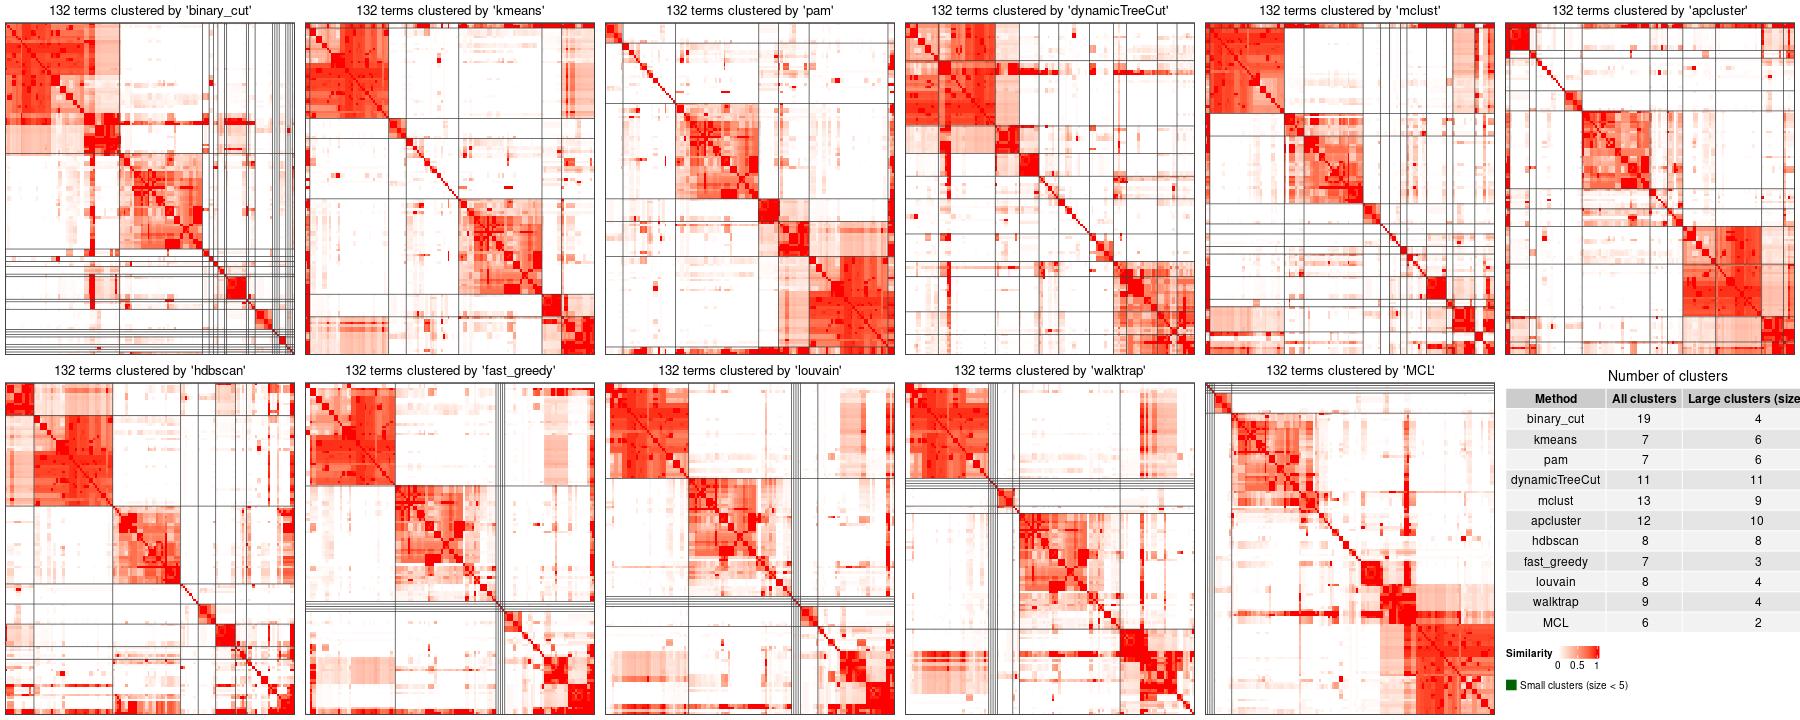 132 terms clustered by 'binary_cut'
132 terms clustered by 'kmeans'
132 terms clustered by 'pam'
132 terms clustered by 'dynamicTreeCut'
132 terms clustered by 'mclust'
132 terms clustered by 'apcluster'
132 terms clustered by 'hdbscan'
132 terms clustered by 'fast_greedy'
132 terms clustered by 'louvain'
132 terms clustered by 'walktrap'
132 terms clustered by 'MCL'
Number of clusters
Method All clusters Large clusters (size
binary_cut 19 4
kmeans 7 6
pam 7 6
dynamicTreeCut 11 11
mclust 13 9
apcluster 12 10
hdbscan 8 8
fast_greedy 7 3
louvain 8 4
walktrap 9 4
MCL 6 2
Similarity
0 0.5 1
Small clusters (size < 5)